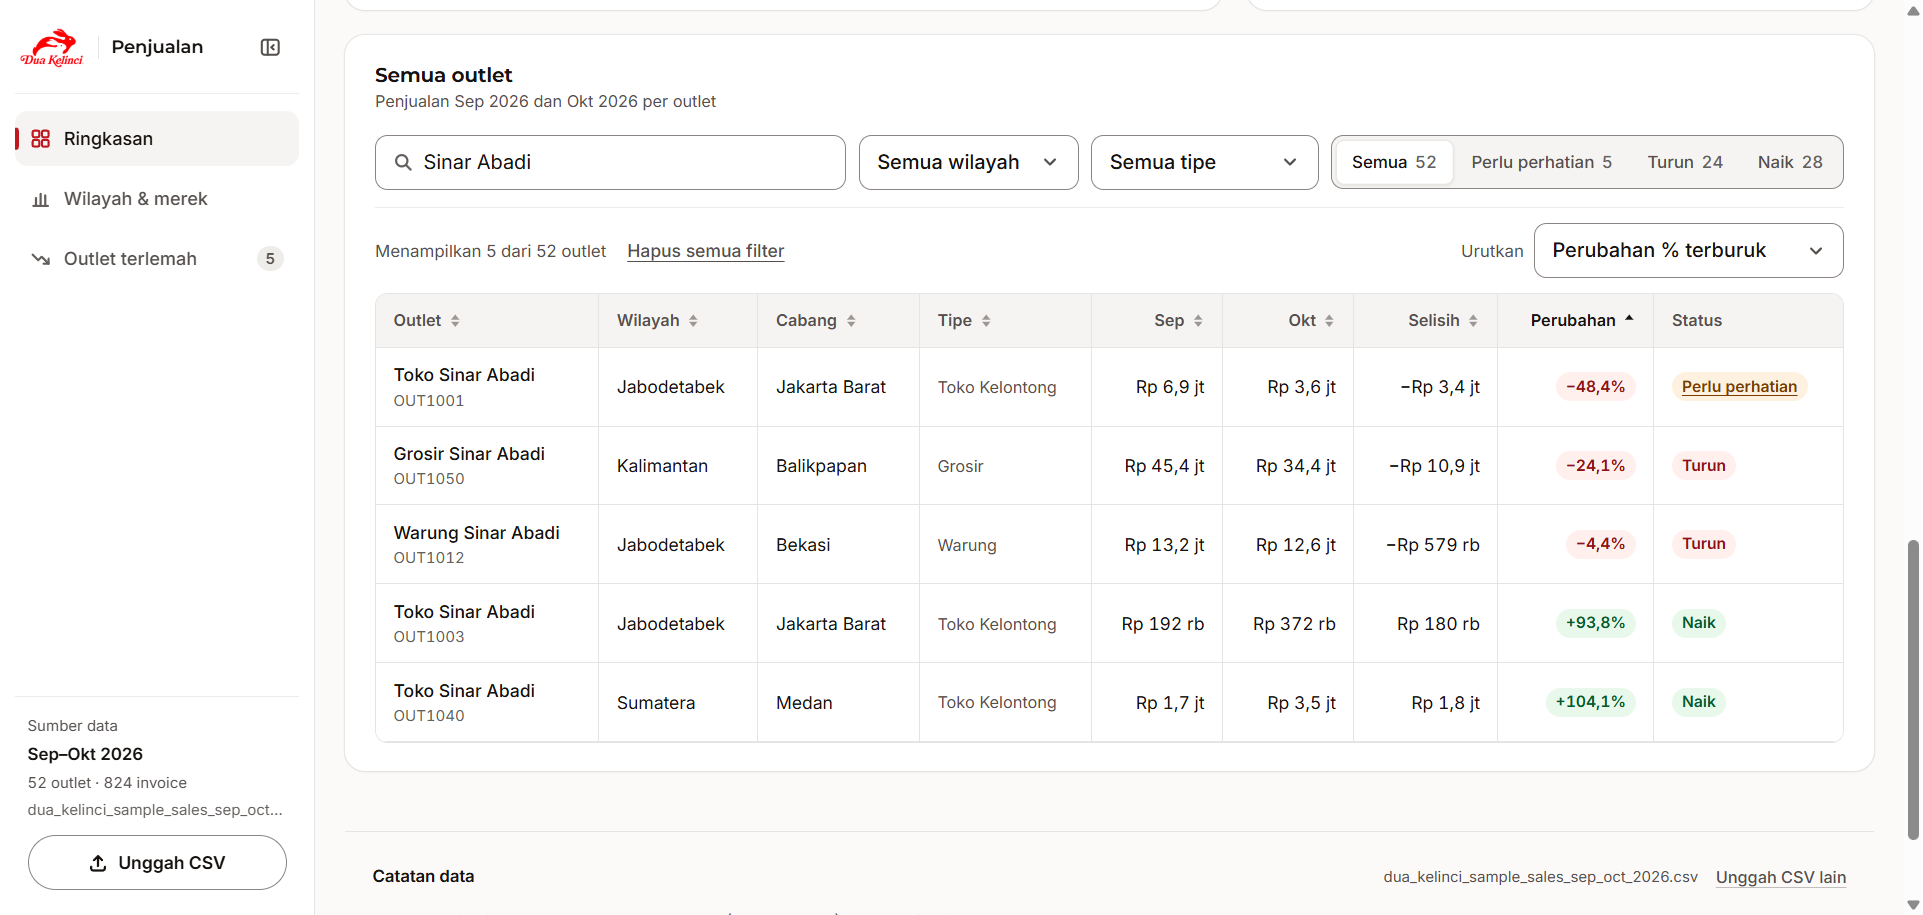 Dua Kelinci
Penjualan
Ringkasan
Wilayah & merek
Outlet terlemah 5
Sumber data
Sep–Okt 2026
52 outlet · 824 invoice
dua_kelinci_sample_sales_sep_oct...
Unggah CSV
Semua outlet
Penjualan Sep 2026 dan Okt 2026 per outlet
Sinar Abadi
Semua wilayah
Semua tipe
Semua 52 Perlu perhatian 5 Turun 24 Naik 28
Menampilkan 5 dari 52 outlet Hapus semua filter
Urutkan Perubahan % terburuk
Outlet Wilayah Cabang Tipe Sep Okt Selisih Perubahan Status
Toko Sinar Abadi
OUT1001
Jabodetabek Jakarta Barat Toko Kelontong Rp 6,9 jt Rp 3,6 jt −Rp 3,4 jt −48,4% Perlu perhatian
Grosir Sinar Abadi
OUT1050
Kalimantan Balikpapan Grosir Rp 45,4 jt Rp 34,4 jt −Rp 10,9 jt −24,1% Turun
Warung Sinar Abadi
OUT1012
Jabodetabek Bekasi Warung Rp 13,2 jt Rp 12,6 jt −Rp 579 rb −4,4% Turun
Toko Sinar Abadi
OUT1003
Jabodetabek Jakarta Barat Toko Kelontong Rp 192 rb Rp 372 rb Rp 180 rb +93,8% Naik
Toko Sinar Abadi
OUT1040
Sumatera Medan Toko Kelontong Rp 1,7 jt Rp 3,5 jt Rp 1,8 jt +104,1% Naik
Catatan data
dua_kelinci_sample_sales_sep_oct_2026.csv Unggah CSV lain